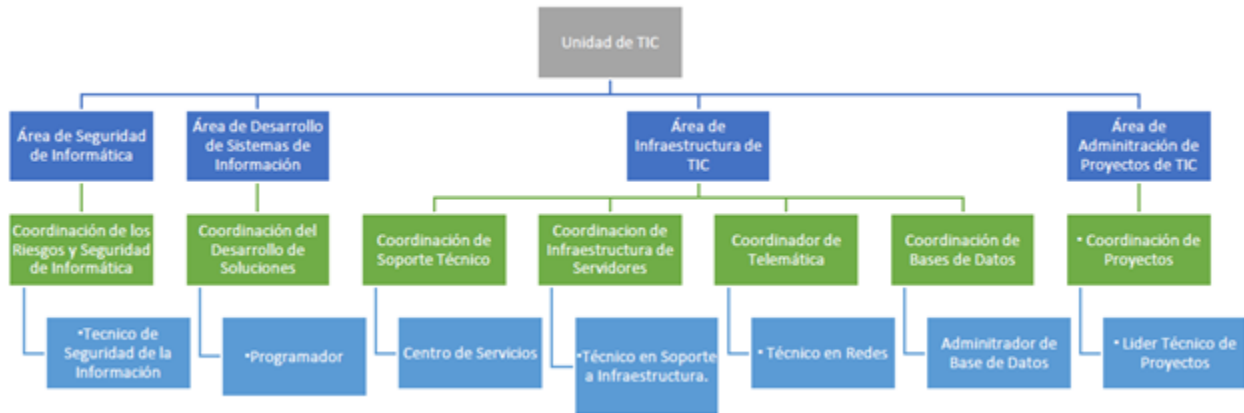 Unidad de TIC
Área de Seguridad
de Informática
Área de Desarrollo
de Sistemas de
Información
Área de
Infraestructura de
TIC
Área de
Adminitración de
Proyectos de TIC
Coordinación de los
Riesgos y Seguridad
de Informática
Coordinación del
Desarrollo de
Soluciones
Coordinación de
Soporte Técnico
Coordinacion de
Infraestructura de
Servidores
Coordinador de
Telemática
Coordinación de
Bases de Datos
• Coordinación de
Proyectos
•Tecnico de
Seguridad de la
Información
•Programador
Centro de Servicios
•Técnico en Soporte
a Infraestructura.
• Técnico en Redes
Adminitrador de
Base de Datos
• Lider Técnico de
Proyectos